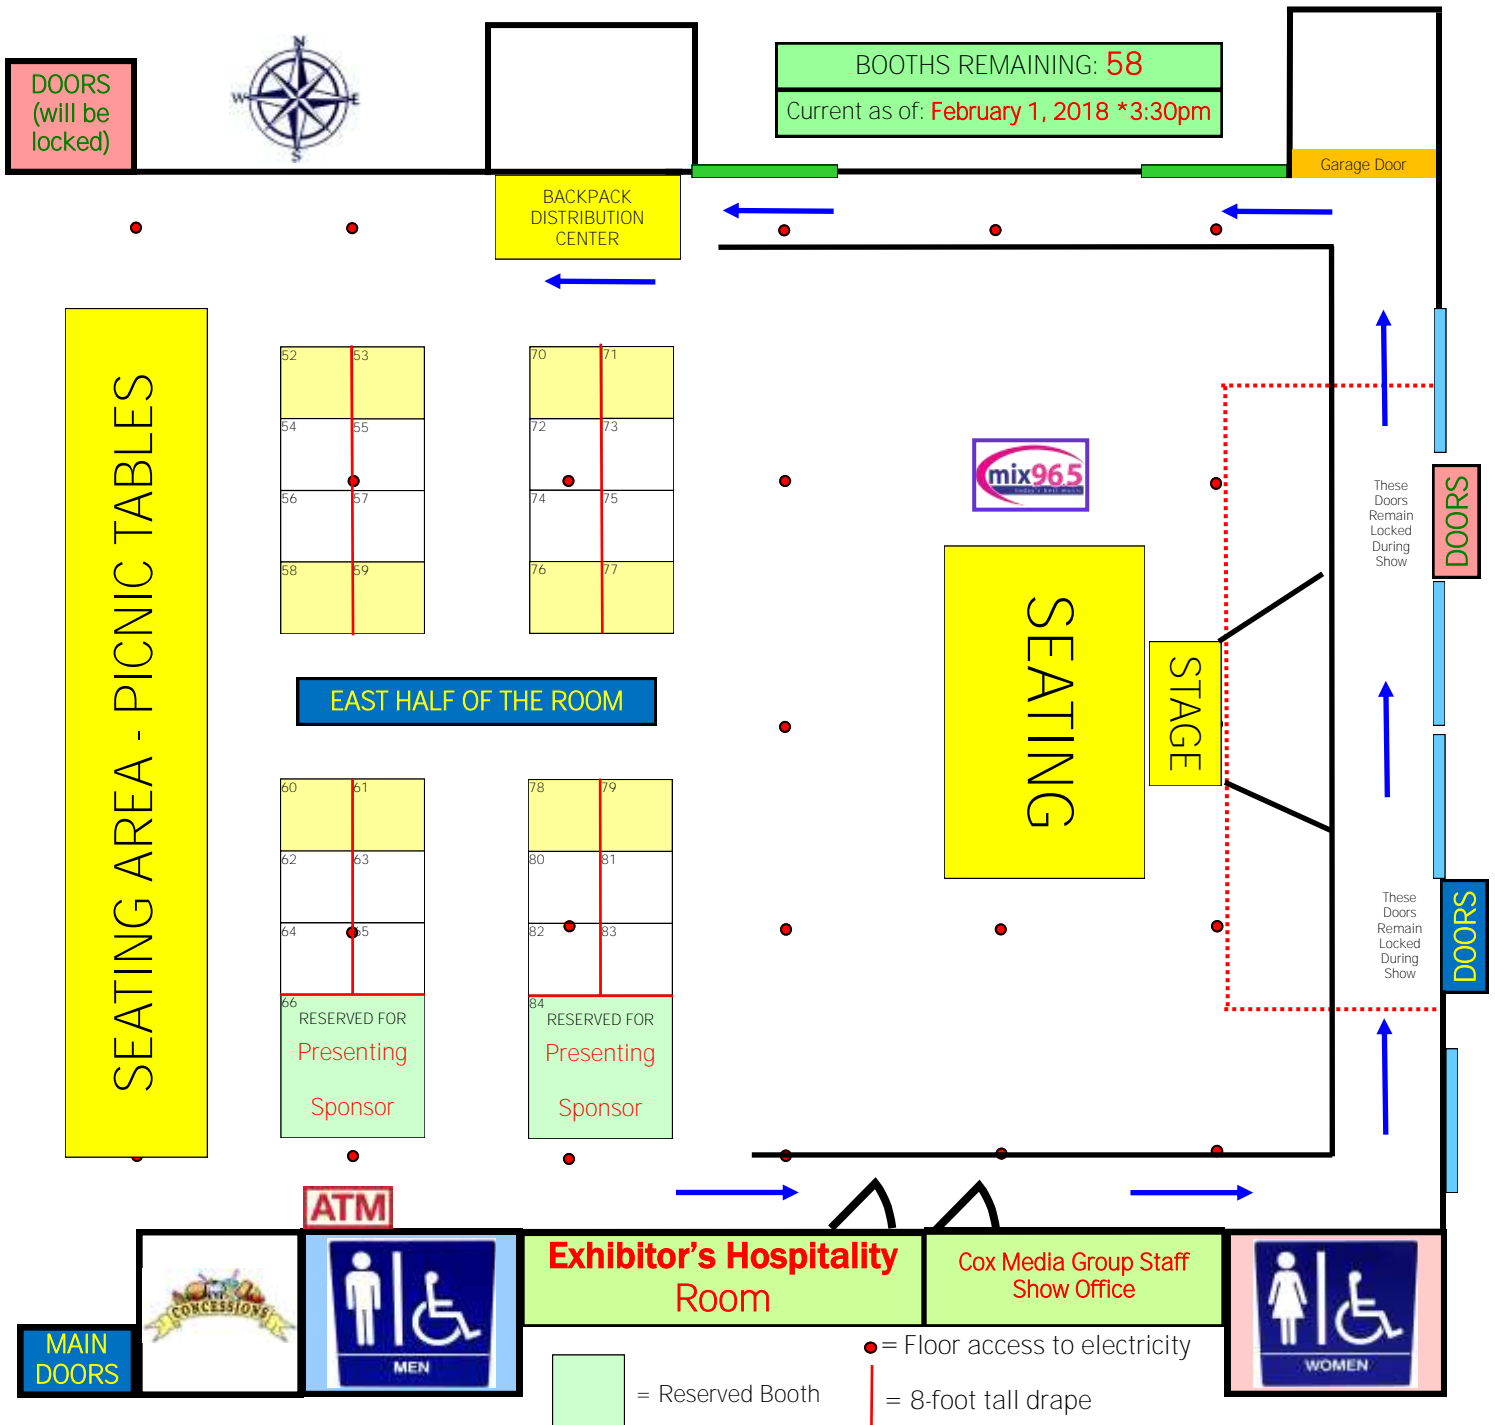 DOORS
(will be
locked)
N
W
E
S
BOOTHS REMAINING: 58
Current as of: February 1, 2018 *3:30pm
Garage Door
BACKPACK
DISTRIBUTION
CENTER
SEATING AREA - PICNIC TABLES
52 53
54 55
56 57
58 59
70 71
72 73
74 75
76 77
mix96.5
today's best music
These
Doors
Remain
Locked
During
Show
DOORS
SEATING
STAGE
EAST HALF OF THE ROOM
60 61
62 63
64 65
66
RESERVED FOR
Presenting
Sponsor
78 79
80 81
82 83
84
RESERVED FOR
Presenting
Sponsor
These
Doors
Remain
Locked
During
Show
DOORS
ATM
CONCESSIONS
MEN
Exhibitor's Hospitality
Room
Cox Media Group Staff
Show Office
WOMEN
MAIN
DOORS
= Floor access to electricity
= Reserved Booth
= 8-foot tall drape